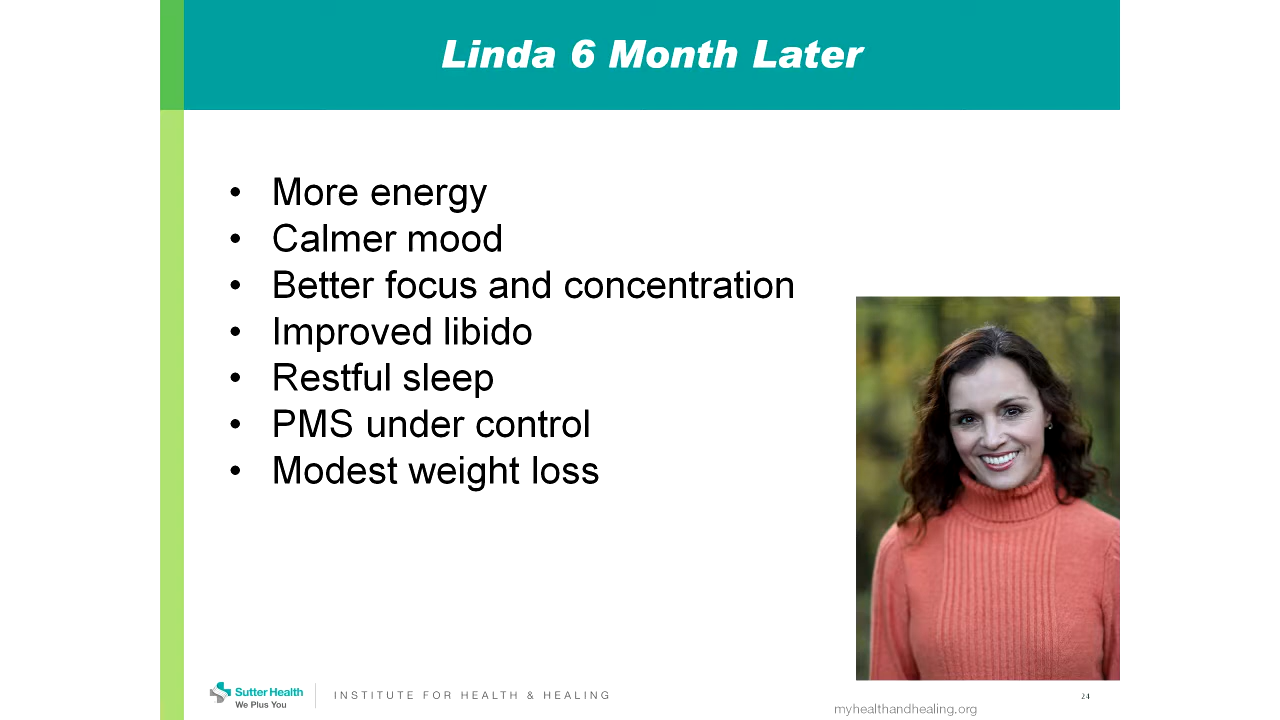 Linda 6 Month Later
• More energy
• Calmer mood
• Better focus and concentration
• Improved libido
• Restful sleep
• PMS under control
• Modest weight loss
Sutter Health
We Plus You
INSTITUTE FOR HEALTH & HEALING
24
myhealthandhealing.org